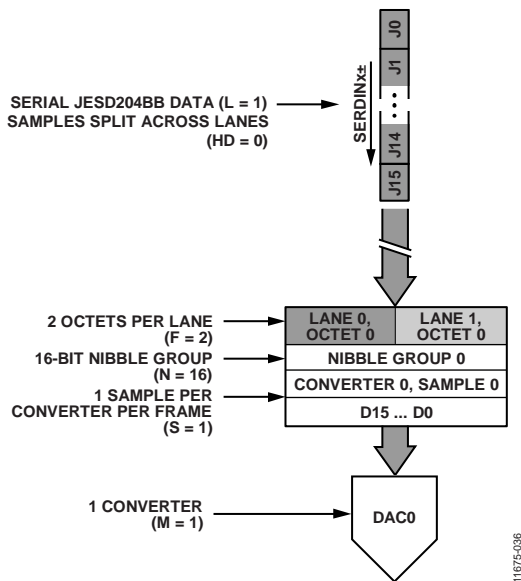 J0
J1
SERDINx±
SERIAL JESD204BB DATA (L = 1)
SAMPLES SPLIT ACROSS LANES
(HD = 0)
J14
J15
2 OCTETS PER LANE
(F = 2)
LANE 0,
OCTET 0
LANE 1,
OCTET 0
16-BIT NIBBLE GROUP
(N = 16)
NIBBLE GROUP 0
1 SAMPLE PER
CONVERTER PER FRAME
(S = 1)
CONVERTER 0, SAMPLE 0
D15 ... D0
1 CONVERTER
(M = 1)
DAC0
11675-036